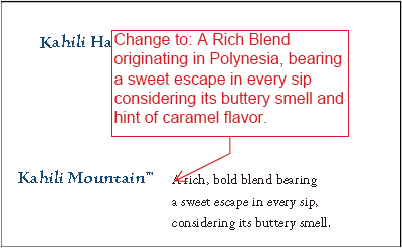 Kahili Ha
Change to: A Rich Blend
originating in Polynesia, bearing
a sweet escape in every sip
considering its buttery smell and
hint of caramel flavor.
Kahili Mountain™
A rich, bold blend bearing
a sweet escape in every sip,
considering its buttery smell.